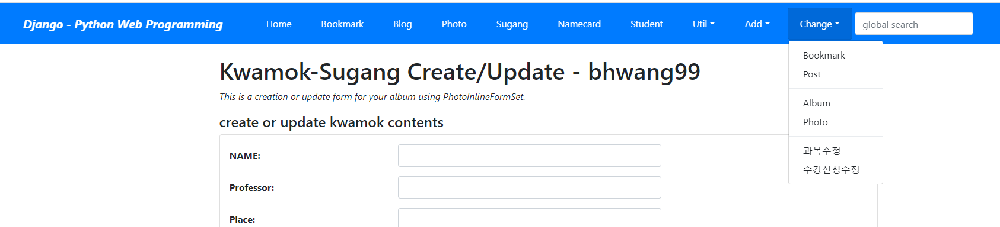 Django - Python Web Programming Home Bookmark Blog Photo Sugang Namecard Student Util Add Change global search
Bookmark
Post
Album
Photo
과목수정
수강신청수정
Kwamok-Sugang Create/Update - bhwang99
This is a creation or update form for your album using PhotoInlineFormSet.
create or update kwamok contents
NAME:
Professor:
Place: